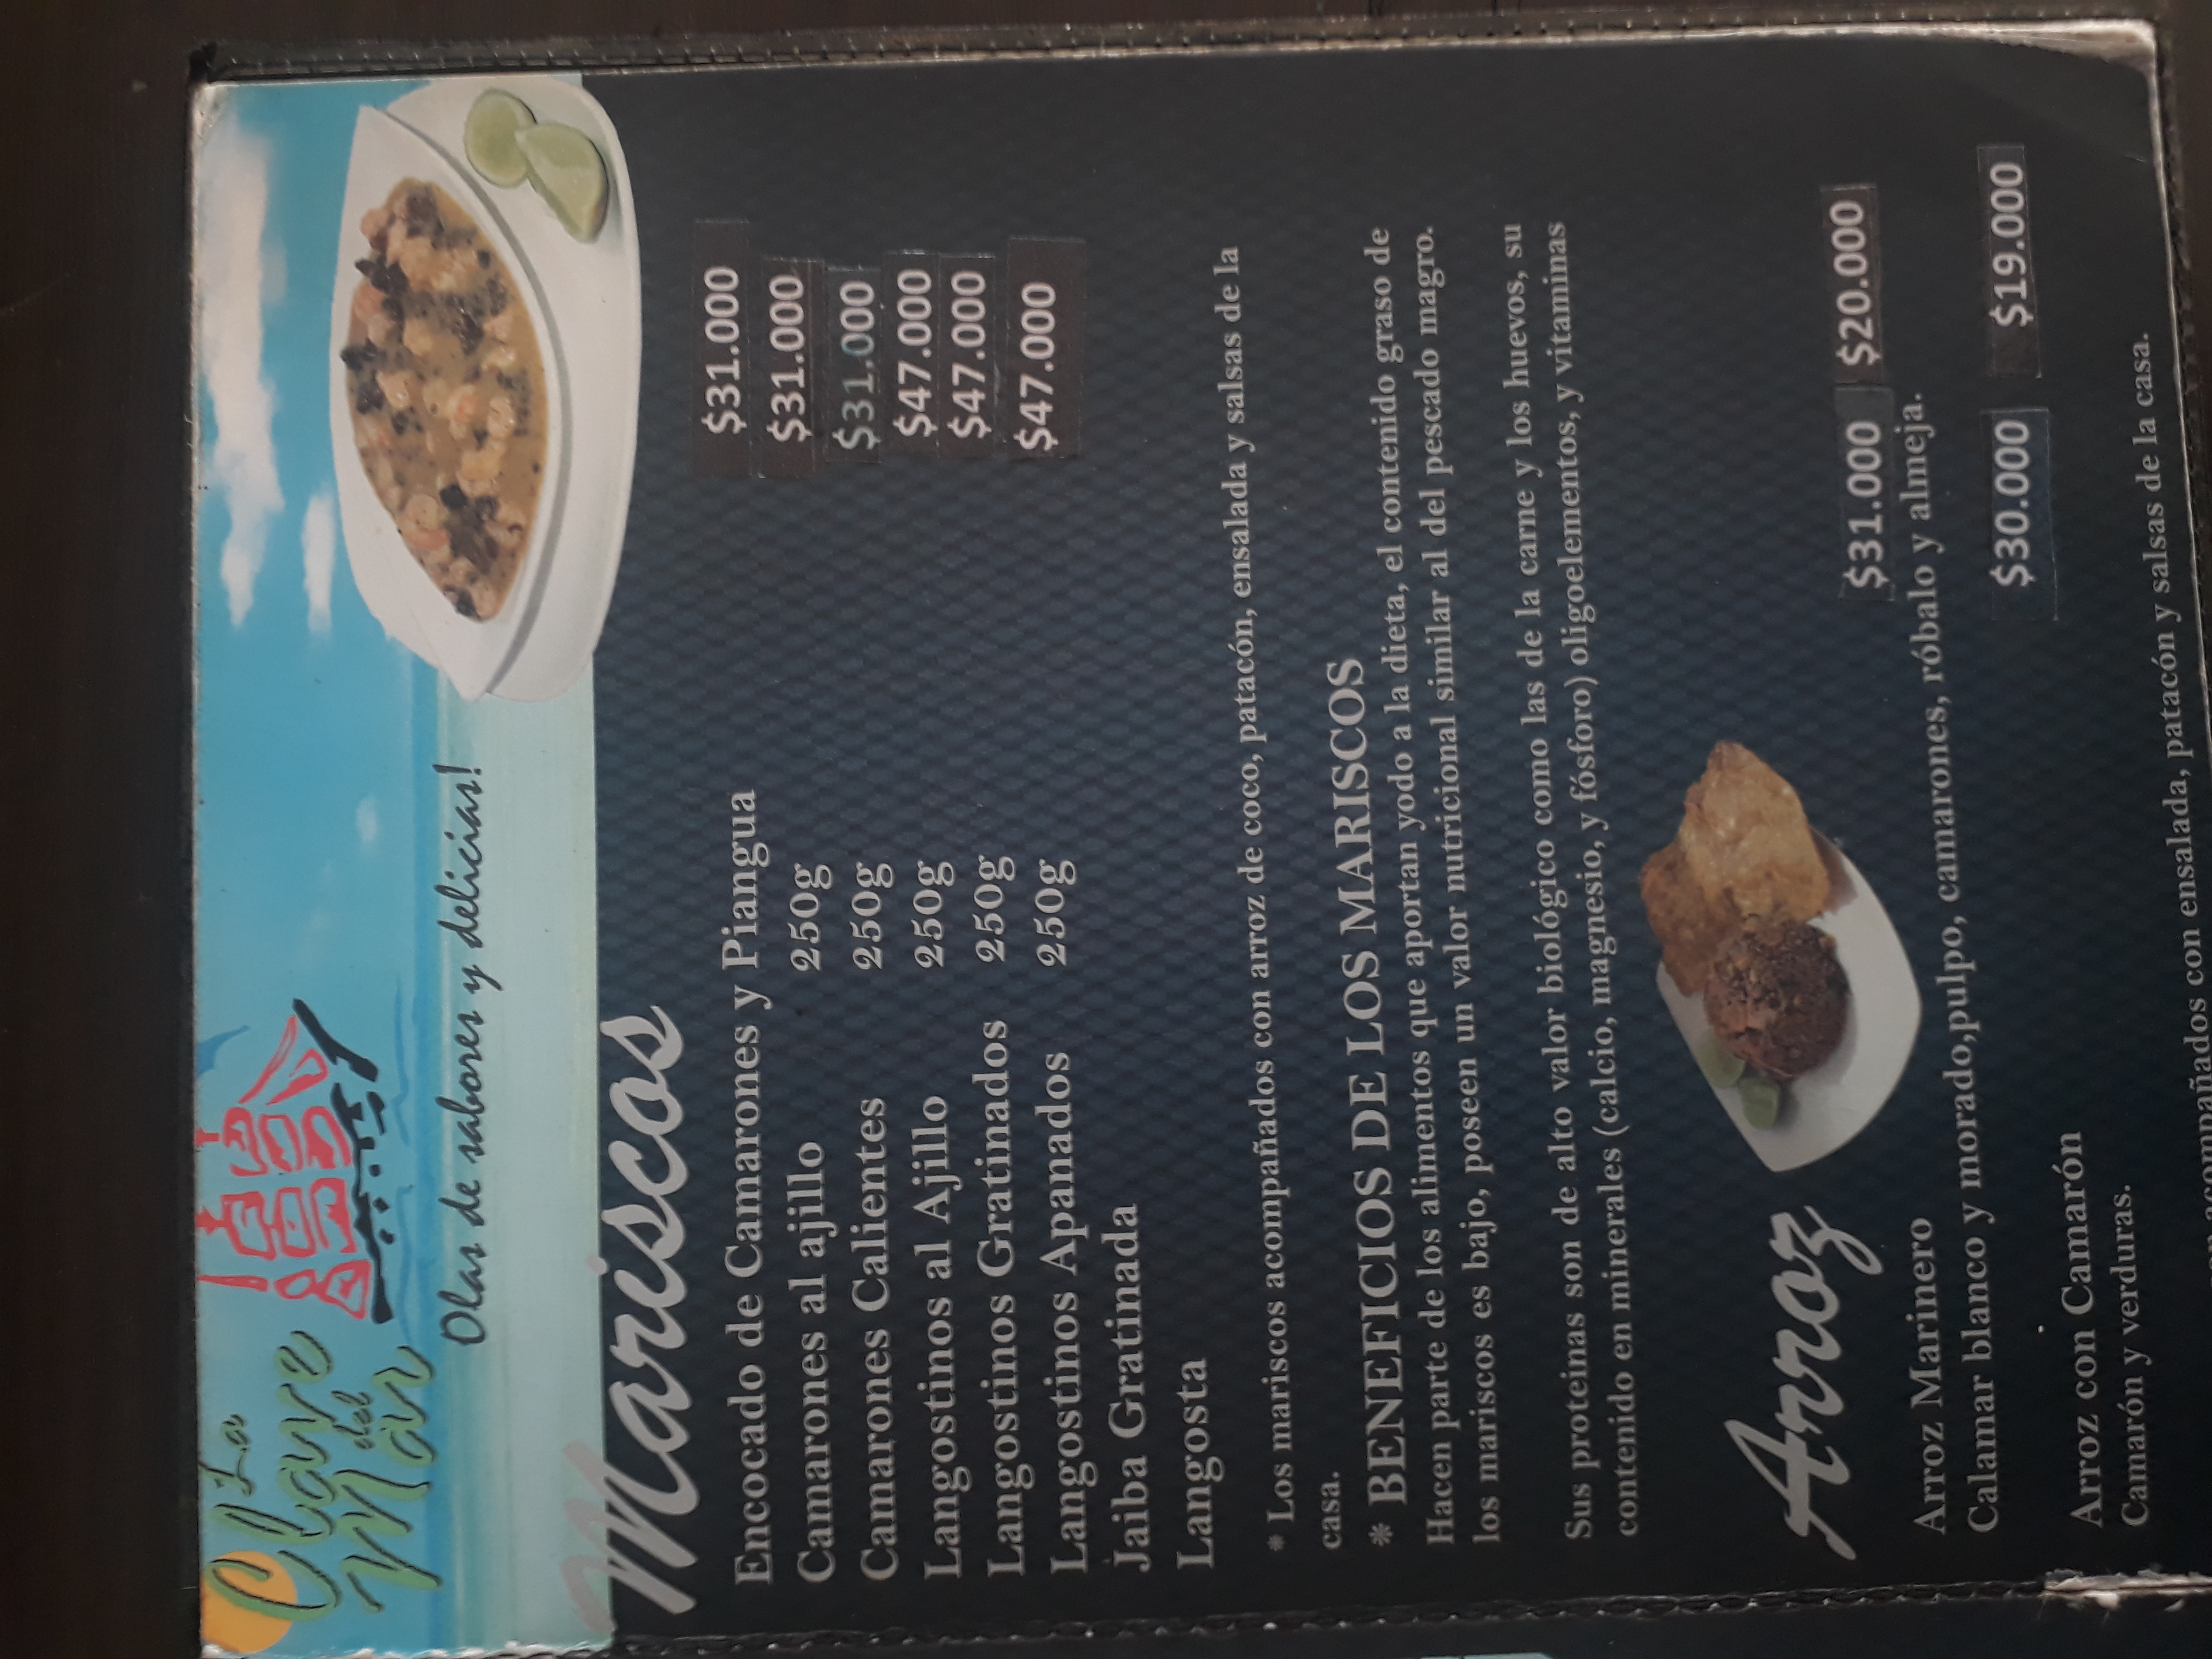 La
Clave
del
Mar
Olas de sabores y delicias!
Mariscos
Encocado de Camarones y Piangua $31.000
Camarones al ajillo 250g $31.000
Camarones Calientes 250g $31.000
Langostinos al Ajillo 250g $47.000
Langostinos Gratinados 250g $47.000
Langostinos Apanados 250g $47.000
Jaiba Gratinada
Langosta
* Los mariscos acompañados con arroz de coco, patacón, ensalada y salsas de la
casa.
* BENEFICIOS DE LOS MARISCOS
Hacen parte de los alimentos que aportan yodo a la dieta, el contenido graso de
los mariscos es bajo, poseen un valor nutricional similar al del pescado magro.
Sus proteinas son de alto valor biológico como las de la carne y los huevos, su
contenido en minerales (calcio, magnesio, y fósforo) oligoelementos, y vitaminas
Arroz
Arroz Marinero $31.000 $20.000
Calamar blanco y morado,pulpo, camarones, róbalo y almeja.
Arroz con Camarón $30.000 $19.000
Camarón y verduras.
acompañados con ensalada, patacón y salsas de la casa.